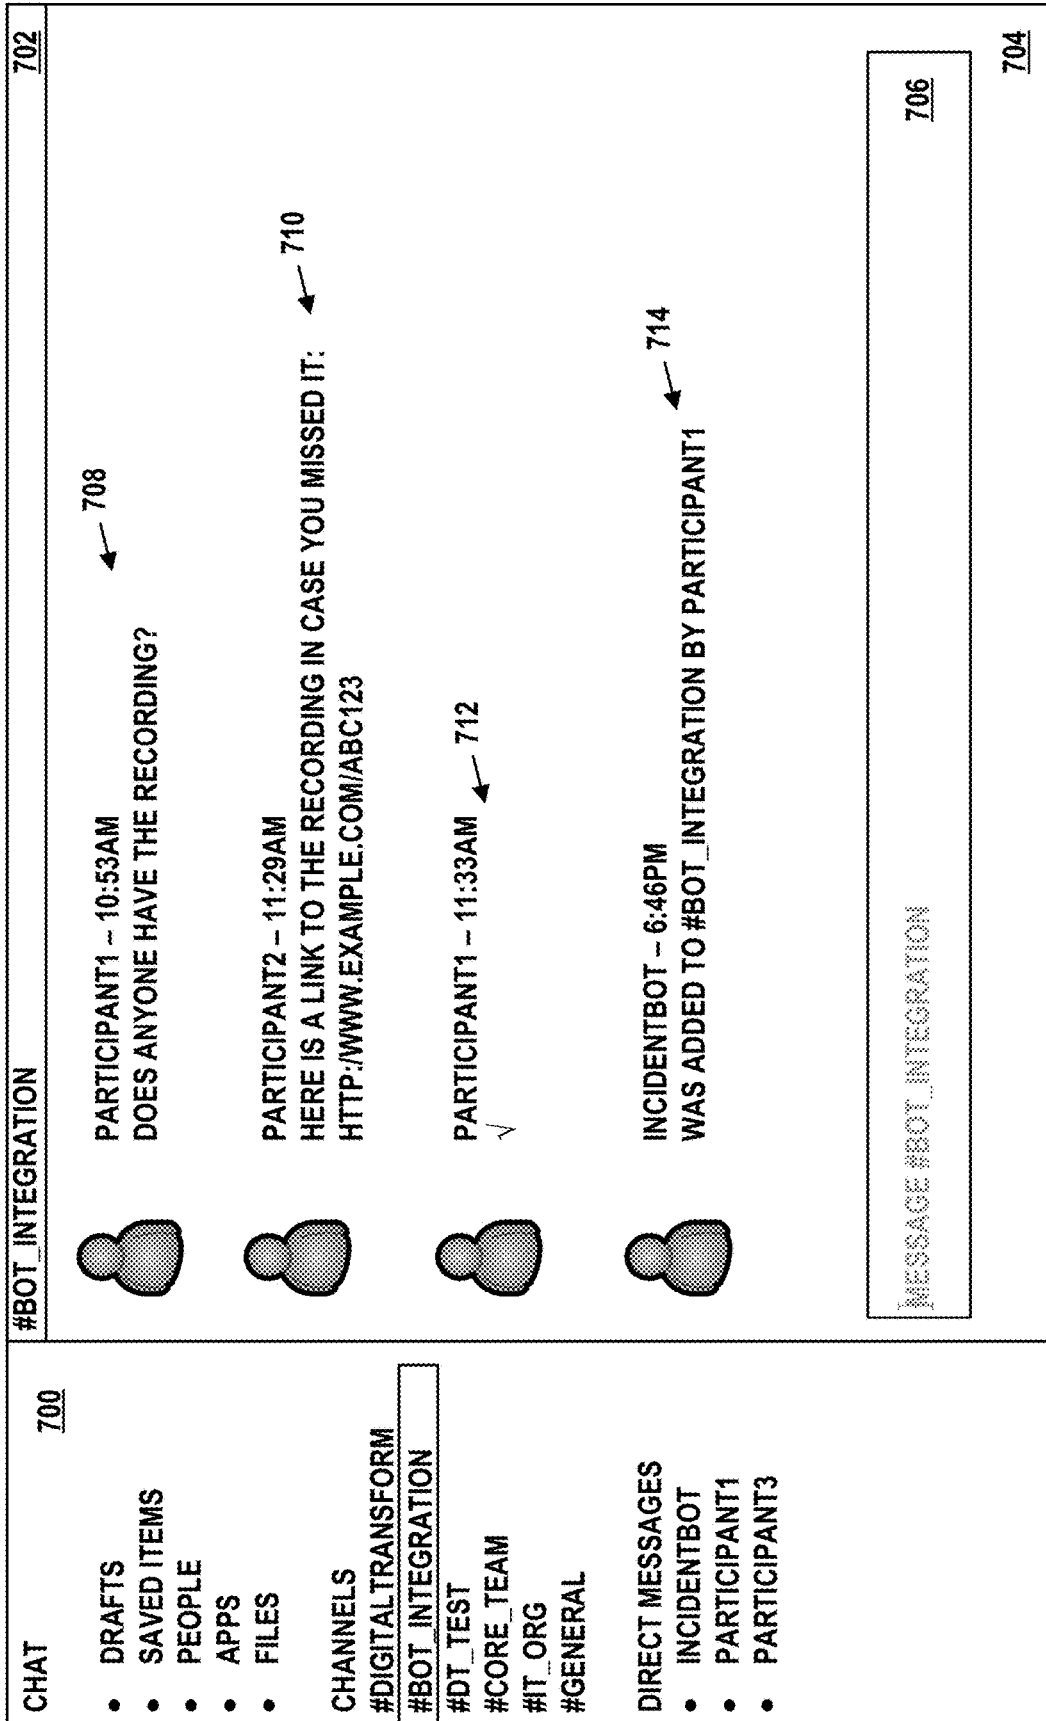 CHAT
700
• DRAFTS
• SAVED ITEMS
• PEOPLE
• APPS
• FILES
CHANNELS
#DIGITALTRANSFORM
#BOT_INTEGRATION
#DT_TEST
#CORE_TEAM
#IT_ORG
#GENERAL
DIRECT MESSAGES
• INCIDENTBOT
• PARTICIPANT1
• PARTICIPANT3
#BOT_INTEGRATION
702
PARTICIPANT1 – 10:53AM
708
DOES ANYONE HAVE THE RECORDING?
PARTICIPANT2 – 11:29AM
710
HERE IS A LINK TO THE RECORDING IN CASE YOU MISSED IT:
HTTP:/WWW.EXAMPLE.COM/ABC123
PARTICIPANT1 – 11:33AM
712
√
INCIDENTBOT – 6:46PM
714
WAS ADDED TO #BOT_INTEGRATION BY PARTICIPANT1
MESSAGE #BOT_INTEGRATION
706
704